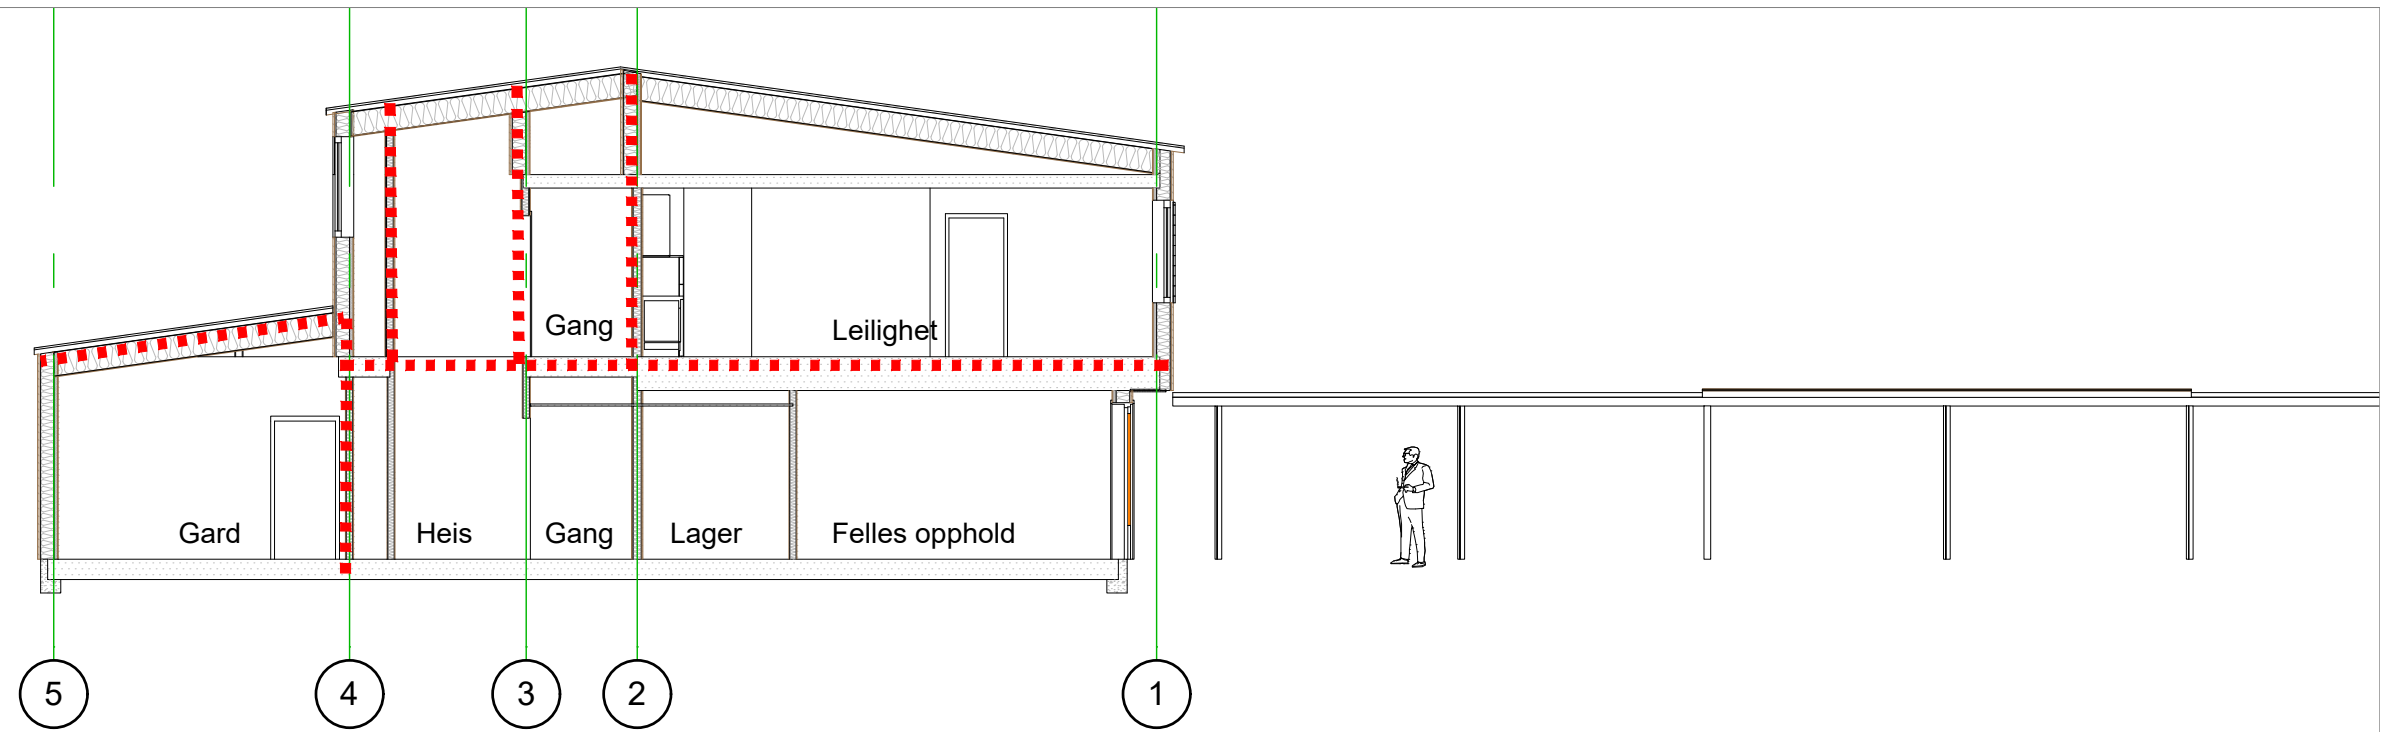 Gang
Leilighet
Gard
Heis
Gang
Lager
Felles opphold
5
4
3
2
1